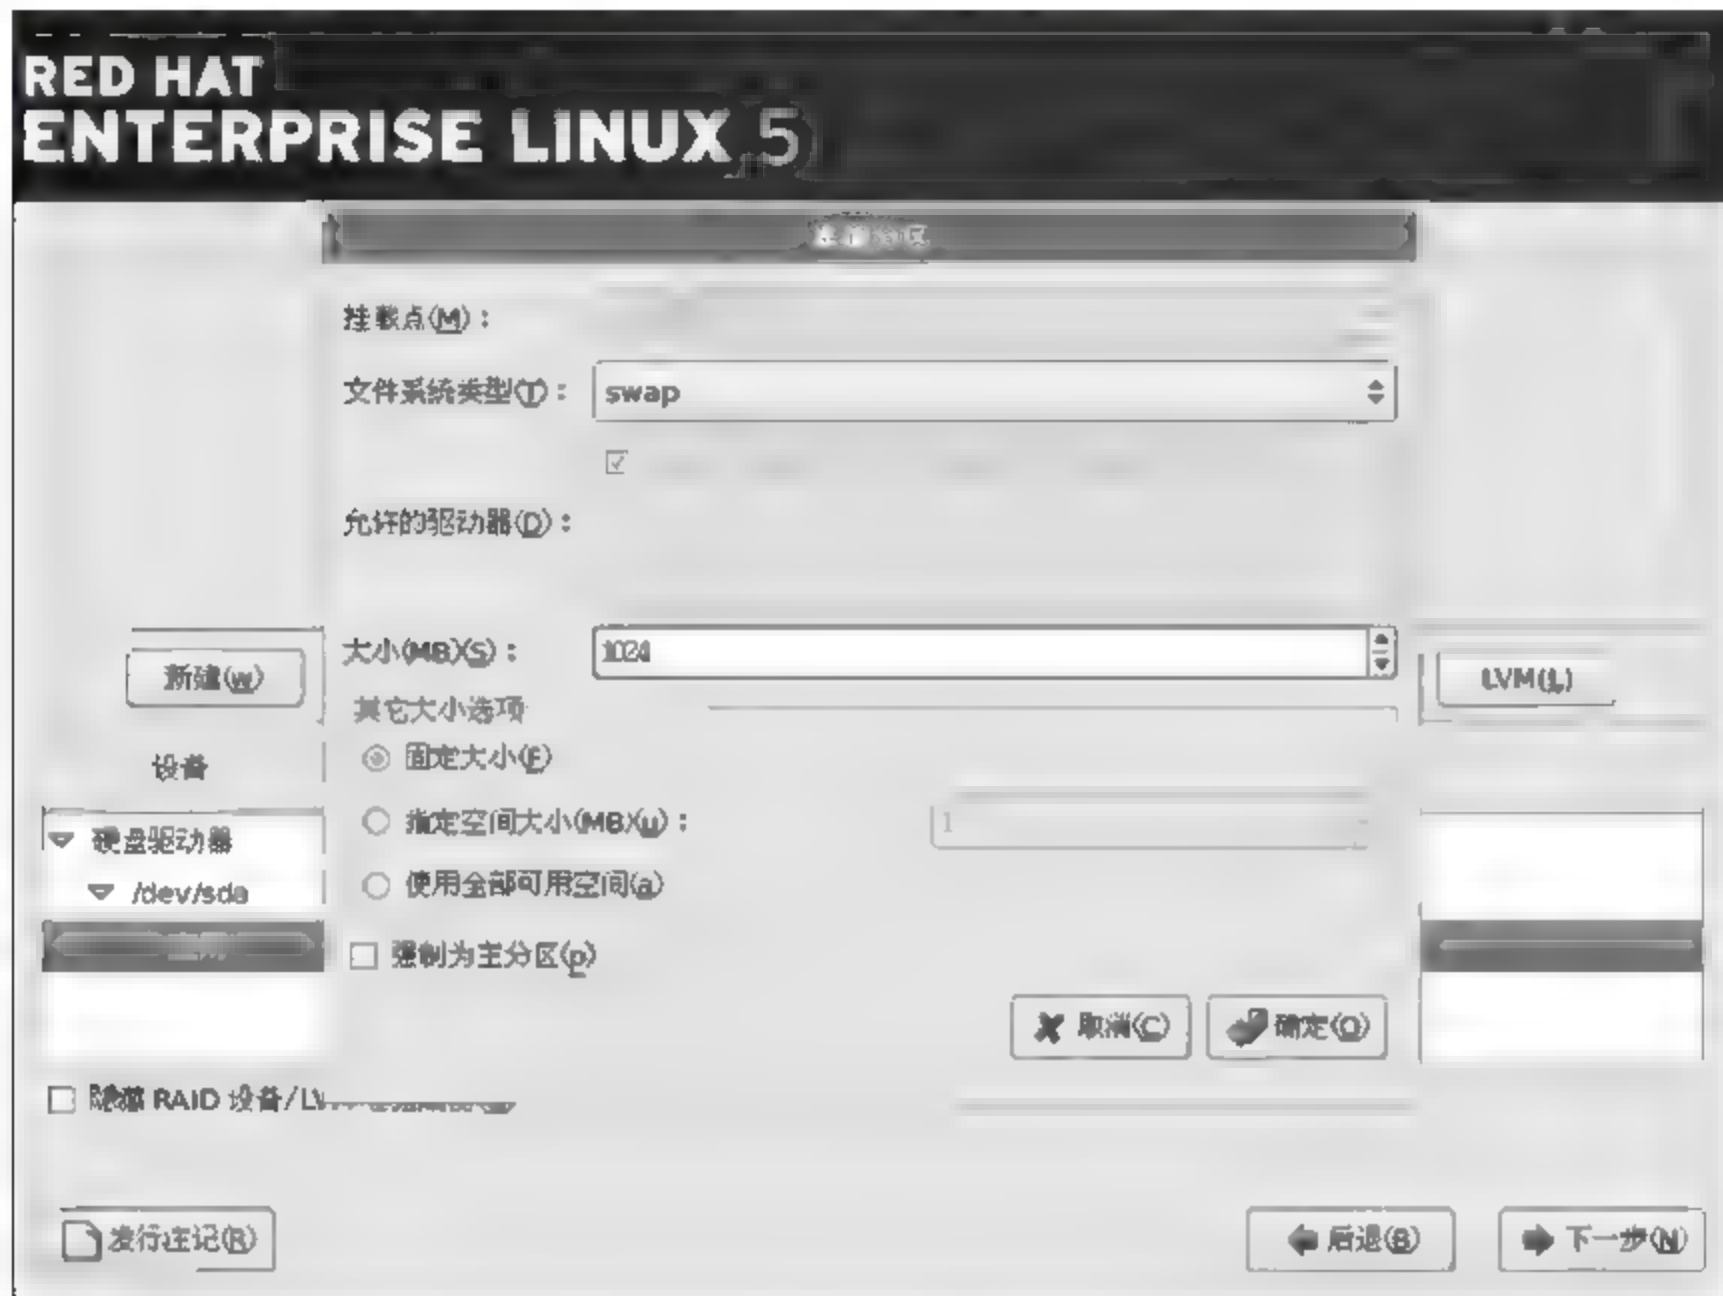 RED HAT
ENTERPRISE LINUX 5
挂载点(M)：
文件系统类型(T)： swap
允许的驱动器(D)：
大小(MB)(S)： 1024
新建(w)
LVM(L)
其它大小选项
固定大小(F)
设备
指定空间大小(MB)(u)： 1
硬盘驱动器
使用全部可用空间(a)
/dev/sda
强制为主分区(p)
取消(C) 确定(O)
隐藏 RAID 设备/LV
发行注记(R) 后退(B) 下一步(N)